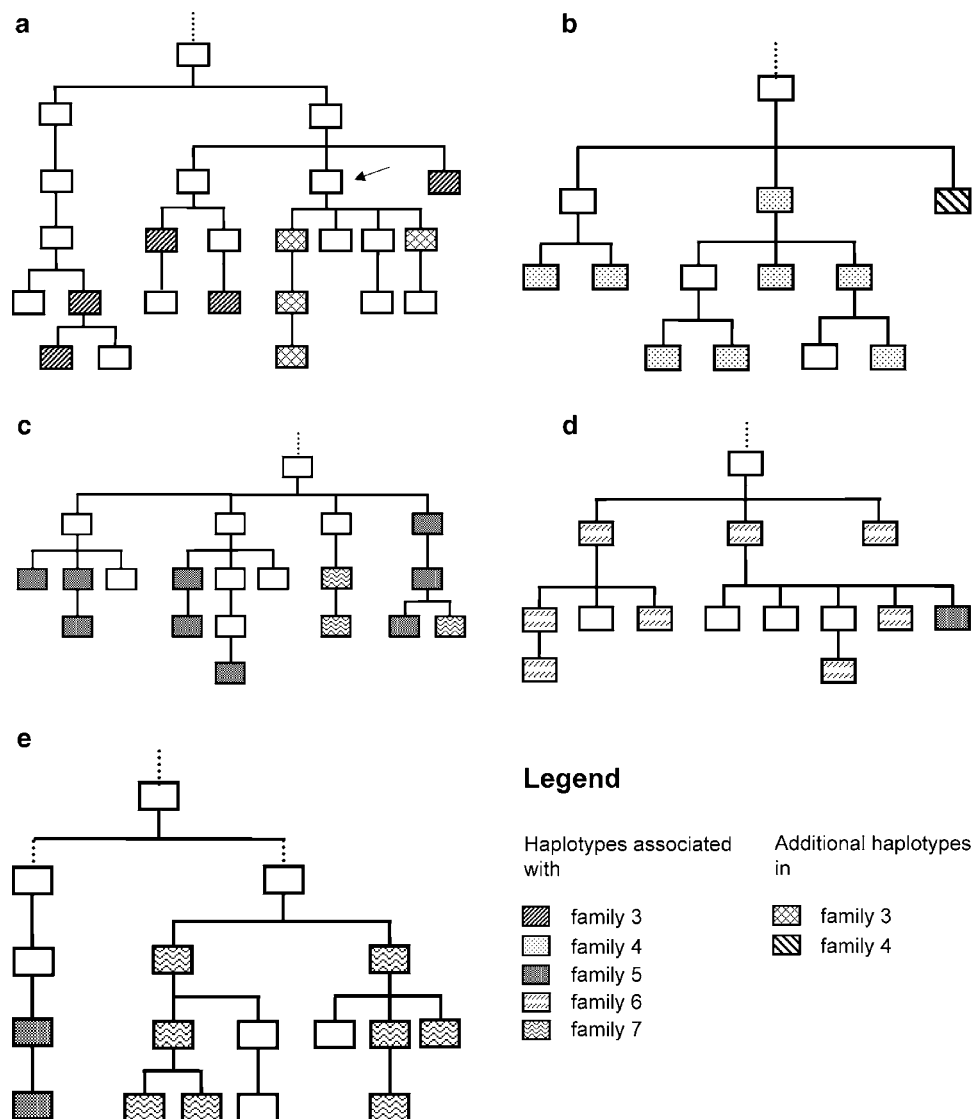 a
b
c
d
e
Legend
Haplotypes associated
with
family 3
family 4
family 5
family 6
family 7
Additional haplotypes
in
family 3
family 4